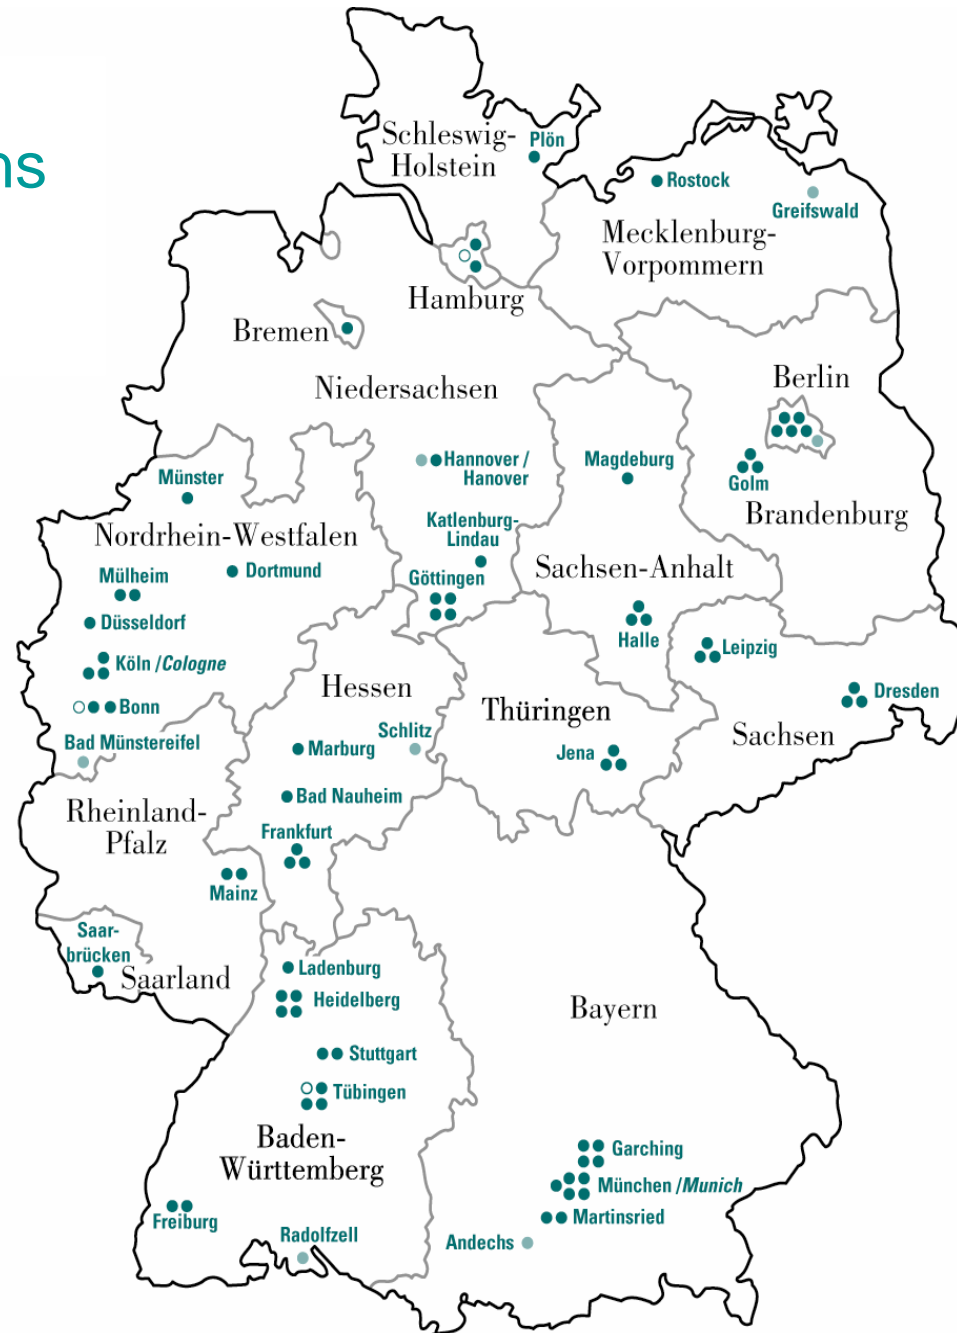 ns
Schleswig-
Holstein
Plön
Rostock
Greifswald
Mecklenburg-
Vorpommern
Hamburg
Bremen
Niedersachsen
Berlin
Hannover /
Hanover
Magdeburg
Golm
Brandenburg
Münster
Nordrhein-Westfalen
Katlenburg-
Lindau
Göttingen
Sachsen-Anhalt
Dortmund
Mülheim
Düsseldorf
Halle
Leipzig
Köln /Cologne
Hessen
Thüringen
Dresden
Bonn
Bad Münstereifel
Schlitz
Marburg
Jena
Sachsen
Bad Nauheim
Rheinland-
Pfalz
Frankfurt
Mainz
Saar-
brücken
Saarland
Ladenburg
Heidelberg
Bayern
Stuttgart
Tübingen
Baden-
Württemberg
Garching
München /Munich
Martinsried
Freiburg
Radolfzell
Andechs